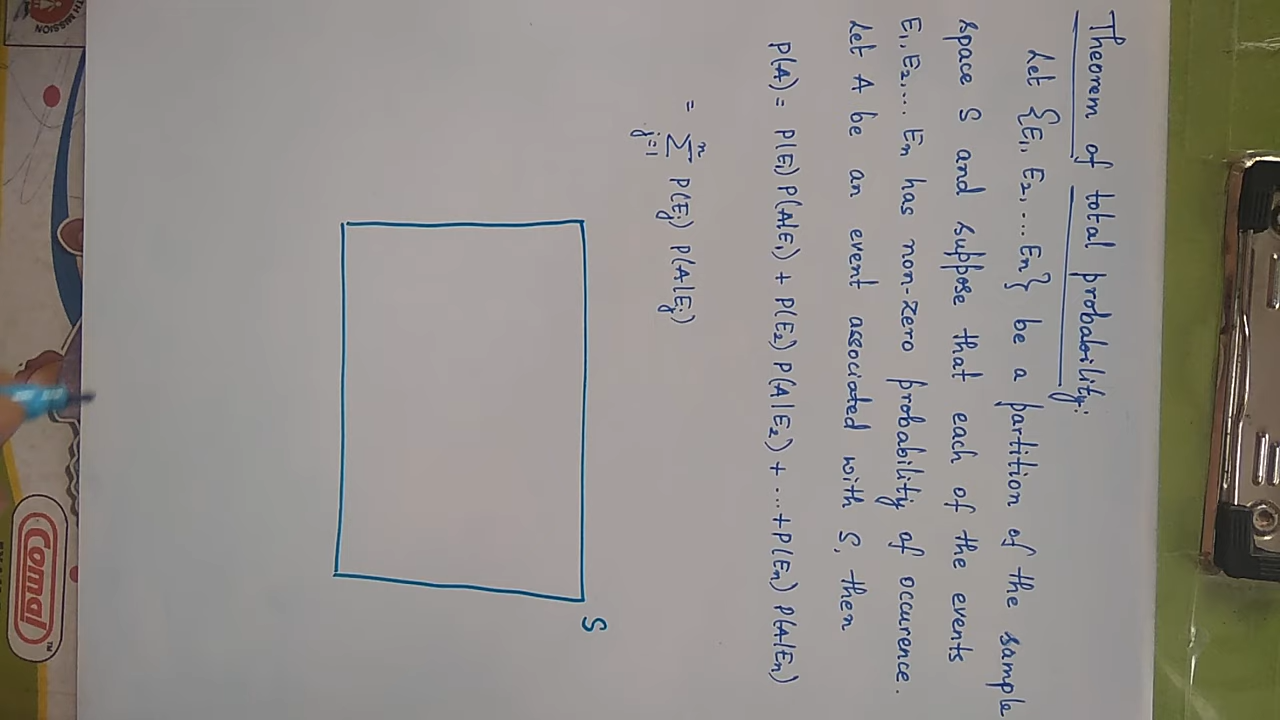 Theorem of total probability:
Let {E₁, E₂, ... En} be a partition of the sample
space S and suppose that each of the events
E₁, E₂, ... En has non-zero probability of occurence.
Let A be an event associated with S, then
P(A) = P(E₁) P(A|E₁) + P(E₂) P(A|E₂) + ... + P(En) P(A|En)
= ∑ⁿⱼ₌₁ P(Eⱼ) P(A|Eⱼ)
S
Camal™